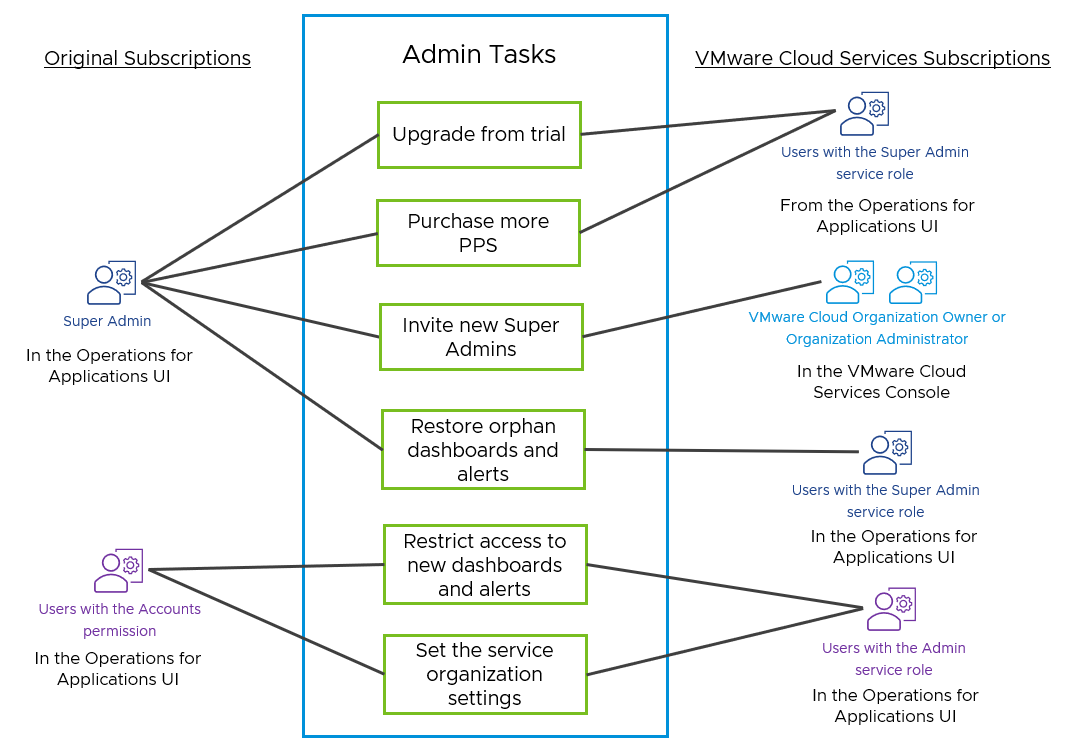 Original Subscriptions
Admin Tasks
VMware Cloud Services Subscriptions
Upgrade from trial
Purchase more
PPS
Invite new Super
Admins
Restore orphan
dashboards and
alerts
Restrict access to
new dashboards
and alerts
Set the service
organization
settings
Super Admin
In the Operations for
Applications UI
Users with the Accounts
permission
In the Operations for
Applications UI
Users with the Super Admin
service role
From the Operations for
Applications UI
VMware Cloud Organization Owner or
Organization Administrator
In the VMware Cloud
Services Console
Users with the Super Admin
service role
In the Operations for
Applications UI
Users with the Admin
service role
In the Operations for
Applications UI